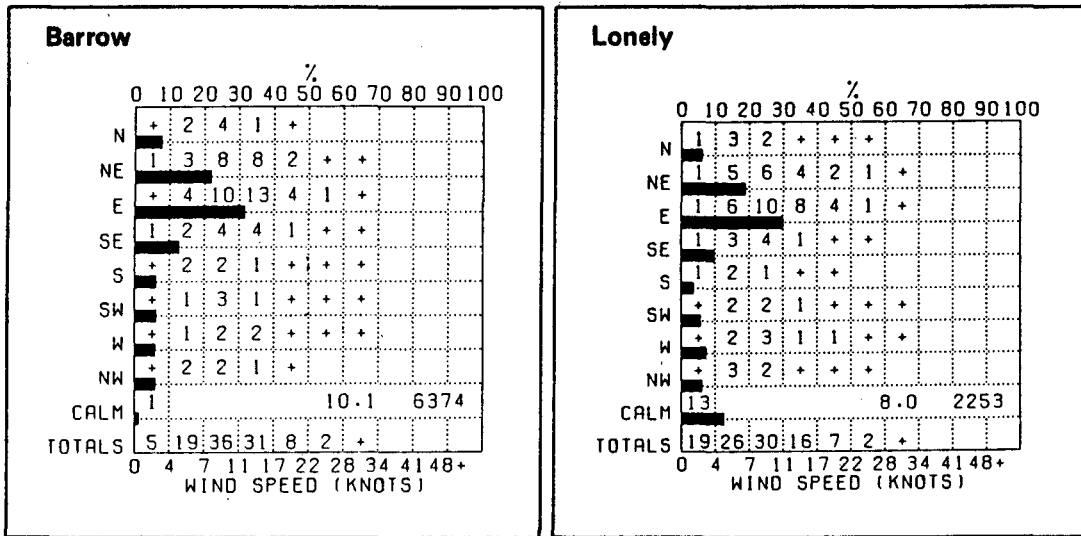 Barrow
%
0 10 20 30 40 50 60 70 80 90 100
N + 2 4 1 +
NE 1 3 8 8 2 + +
E + 4 10 13 4 1 +
SE 1 2 4 4 1 + +
S + 2 2 1 + + +
SW + 1 3 1 + + + +
W + 1 2 2 + + +
NW + 2 2 1 +
CALM 1 10.1 6374
TOTALS 5 19 36 31 8 2 +
0 4 7 11 17 22 28 34 41 48+
WIND SPEED (KNOTS)
Lonely
%
0 10 20 30 40 50 60 70 80 90 100
N 1 3 2 + + +
NE 1 5 6 4 2 1 +
E 1 6 10 8 4 1 +
SE 1 3 4 1 + +
S 1 2 1 + +
SW + 2 2 1 + + +
W + 2 3 1 1 + +
NW + 3 2 + + +
CALM 13 8.0 2253
TOTALS 19 26 30 16 7 2 +
0 4 7 11 17 22 28 34 41 48+
WIND SPEED (KNOTS)